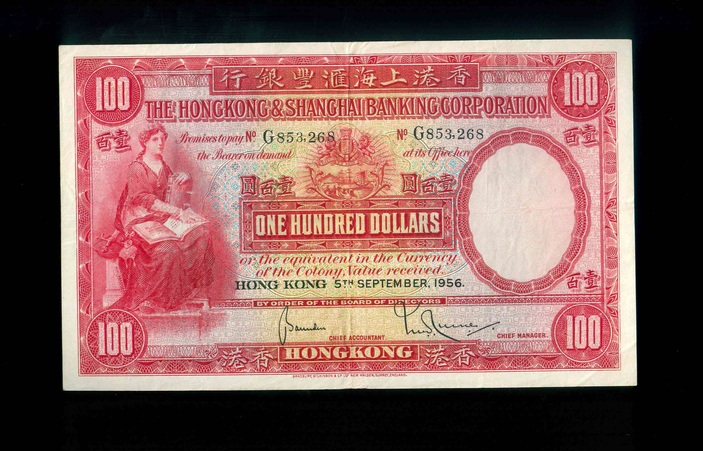 100 行銀豐滙海上港香 100
THE HONGKONG & SHANGHAI BANKING CORPORATION
百壹 Promises to pay Nº G853,268 Nº G853,268 百壹
the Bearer on demand at its Office here
圓百壹 圓百壹
ONE HUNDRED DOLLARS
or the equivalent in the Currency
of the Colony, Value received.
HONG KONG 5TH SEPTEMBER, 1956.
百壹
BY ORDER OF THE BOARD OF DIRECTORS
CHIEF ACCOUNTANT.
CHIEF MANAGER.
100 港香 HONGKONG 港香 100